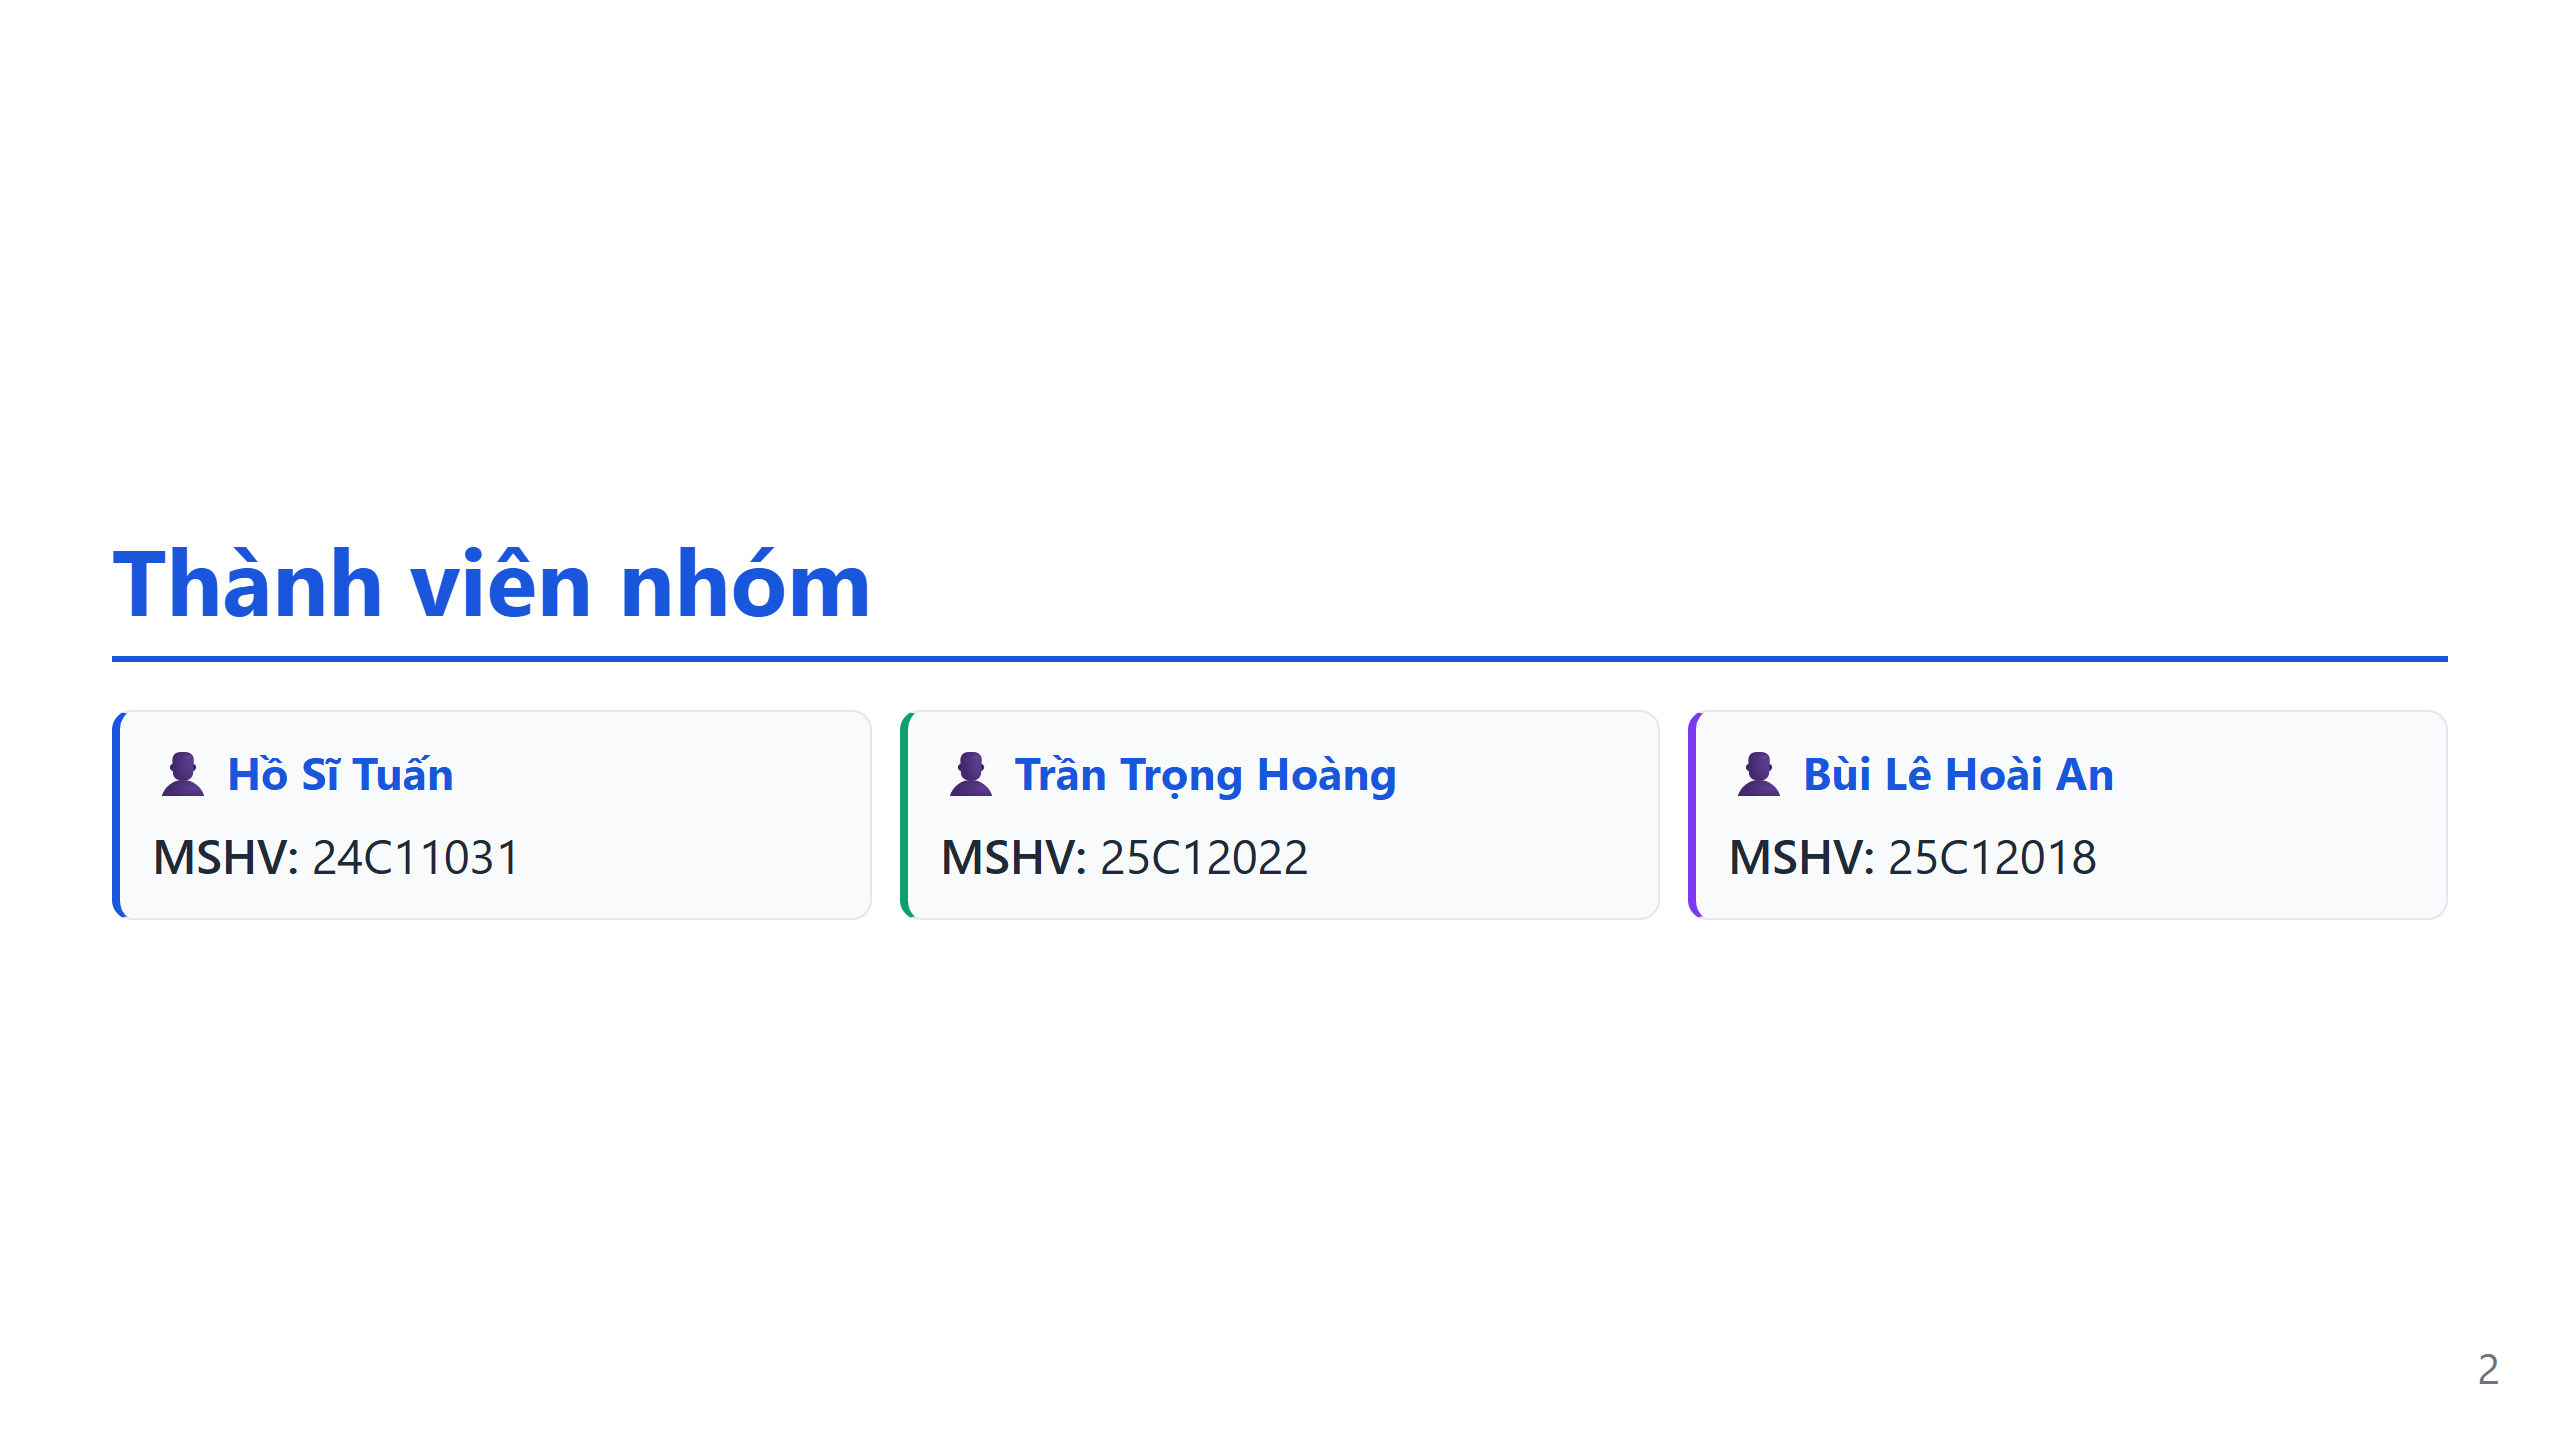 Thành viên nhóm
Hồ Sĩ Tuấn
MSHV: 24C11031
Trần Trọng Hoàng
MSHV: 25C12022
Bùi Lê Hoài An
MSHV: 25C12018
2